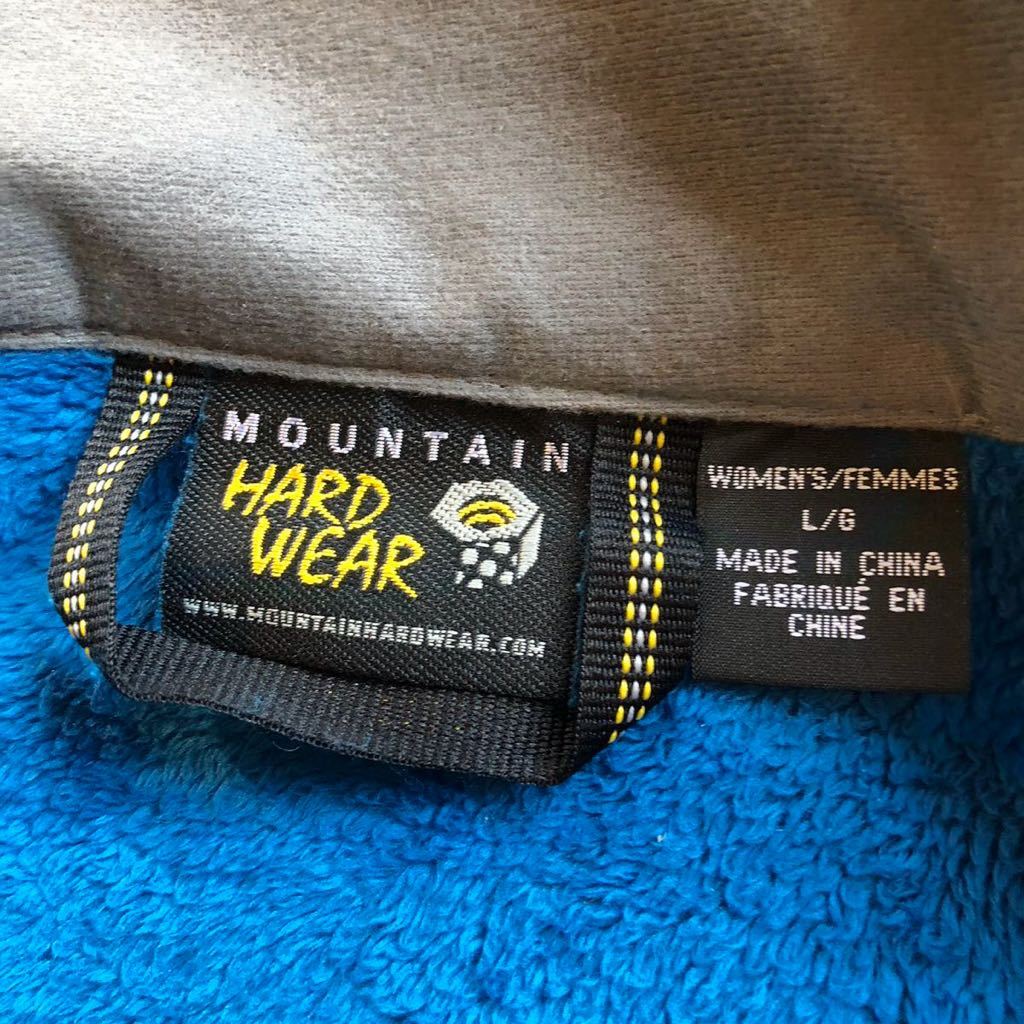 MOUNTAIN
HARD
WEAR
WWW.MOUNTAINHARDWEAR.COM
WOMEN'S/FEMMES
L/G
MADE IN CHINA
FABRIQUÉ EN
CHINE